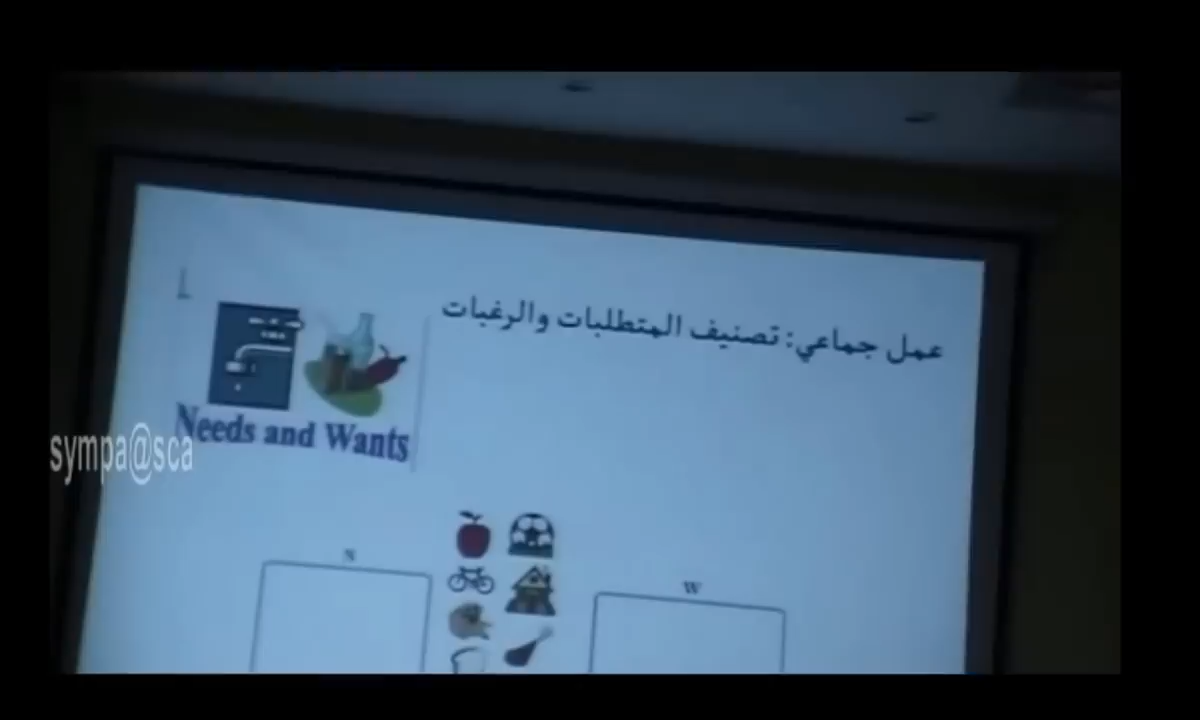 عمل جماعي: تصنيف المتطلبات والرغبات
Needs and Wants
sympa@sca
N
W